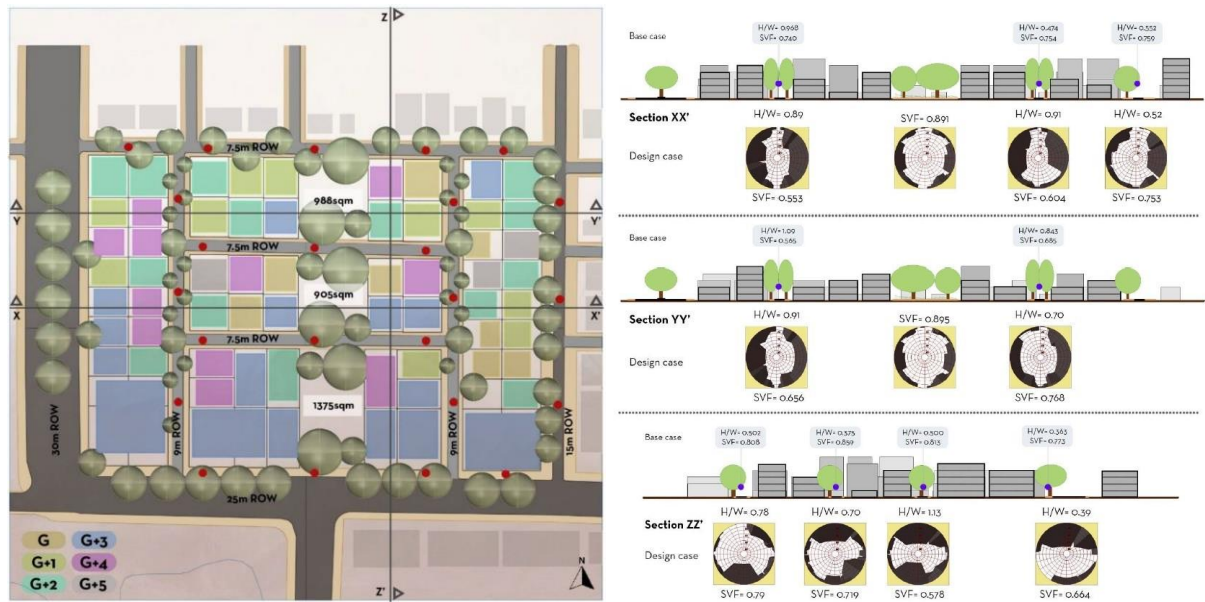 Z
7.5m ROW
988sqm
Y
Y'
7.5m ROW
905sqm
X
X'
7.5m ROW
1375sqm
30m ROW
9m ROW
9m ROW
15m ROW
25m ROW
G
G+3
G+1
G+4
G+2
G+5
Z'
N
Base case
H/W= 0.968
SVF= 0.740
H/W= 0.474
SVF= 0.754
H/W= 0.552
SVF= 0.759
Section XX'
H/W= 0.89
SVF= 0.891
H/W= 0.91
H/W= 0.52
Design case
SVF= 0.553
SVF= 0.604
SVF= 0.753
Base case
H/W= 1.09
SVF= 0.565
H/W= 0.843
SVF= 0.685
Section YY'
H/W= 0.91
SVF= 0.895
H/W= 0.70
Design case
SVF= 0.656
SVF= 0.768
Base case
H/W= 0.502
SVF= 0.808
H/W= 0.375
SVF= 0.859
H/W= 0.500
SVF= 0.813
H/W= 0.363
SVF= 0.773
H/W= 0.78
H/W= 0.70
H/W= 1.13
H/W= 0.39
Section ZZ'
Design case
SVF= 0.79
SVF= 0.719
SVF= 0.578
SVF= 0.664